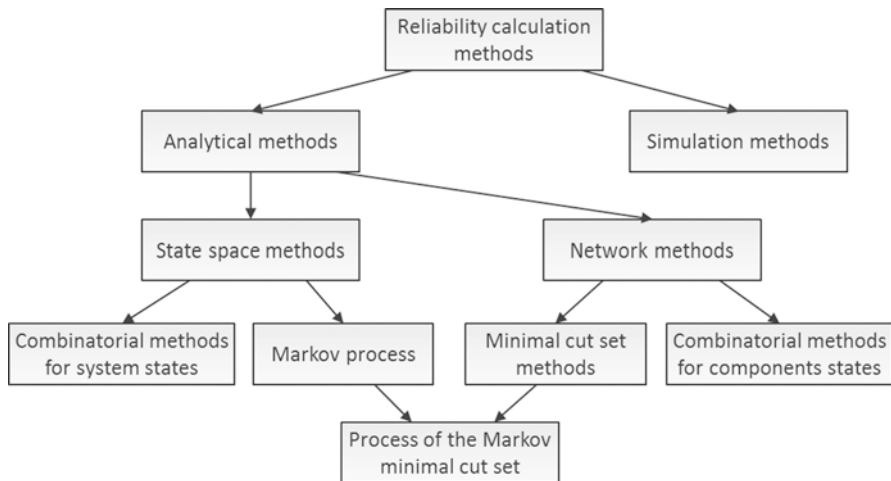 Reliability calculation
methods
Analytical methods
Simulation methods
State space methods
Network methods
Combinatorial methods
for system states
Markov process
Minimal cut set
methods
Combinatorial methods
for components states
Process of the Markov
minimal cut set